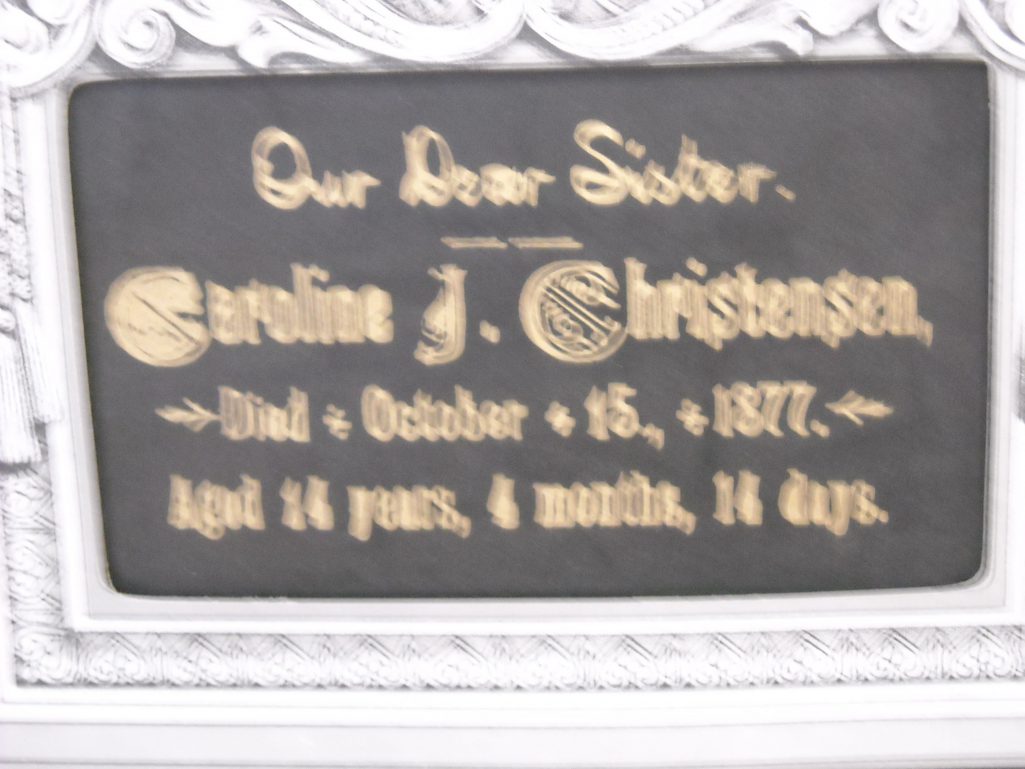 Our Dear Sister.
Caroline J. Christensen,
Died ÷ October ÷ 15., ÷ 1877.
Aged 14 years, 4 months, 14 days.